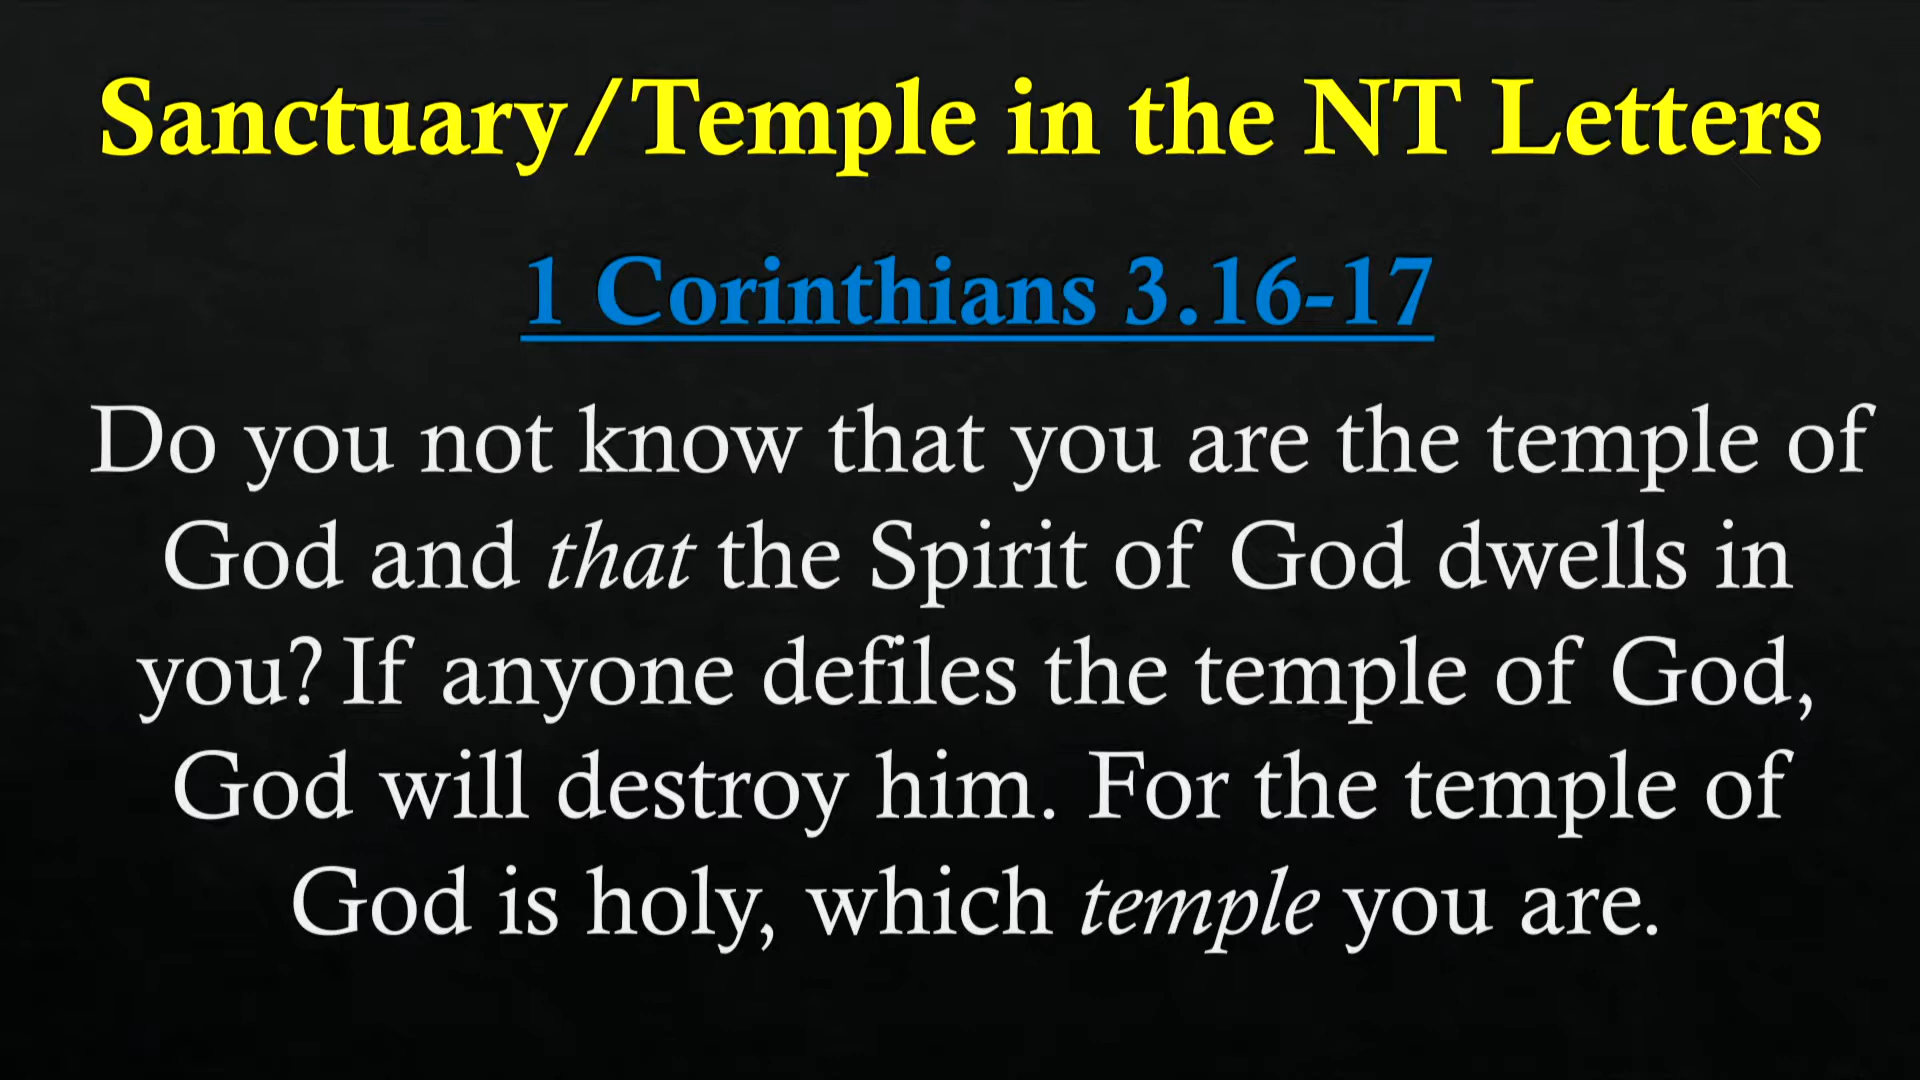 Sanctuary/Temple in the NT Letters
1 Corinthians 3.16-17
Do you not know that you are the temple of
God and that the Spirit of God dwells in
you? If anyone defiles the temple of God,
God will destroy him. For the temple of
God is holy, which temple you are.